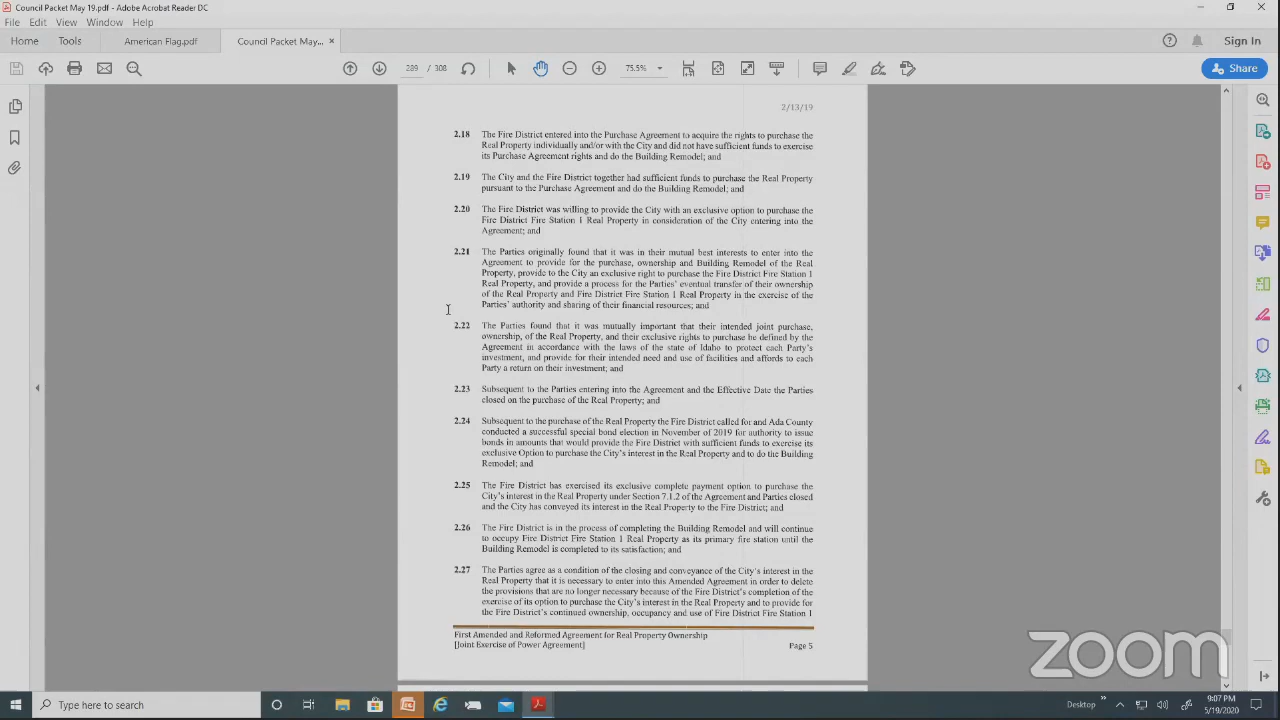 Council Packet May 19.pdf - Adobe Acrobat Reader DC
File Edit View Window Help
Home Tools American Flag.pdf Council Packet May... × Sign In
289 / 308 75.5% Share
2/13/19
2.18 The Fire District entered into the Purchase Agreement to acquire the rights to purchase the
Real Property individually and/or with the City and did not have sufficient funds to exercise
its Purchase Agreement rights and do the Building Remodel; and
2.19 The City and the Fire District together had sufficient funds to purchase the Real Property
pursuant to the Purchase Agreement and do the Building Remodel; and
2.20 The Fire District was willing to provide the City with an exclusive option to purchase the
Fire District Fire Station 1 Real Property in consideration of the City entering into the
Agreement; and
2.21 The Parties originally found that it was in their mutual best interests to enter into the
Agreement to provide for the purchase, ownership and Building Remodel of the Real
Property, provide to the City an exclusive right to purchase the Fire District Fire Station 1
Real Property, and provide a process for the Parties' eventual transfer of their ownership
of the Real Property and Fire District Fire Station 1 Real Property in the exercise of the
Parties' authority and sharing of their financial resources; and
2.22 The Parties found that it was mutually important that their intended joint purchase,
ownership, of the Real Property, and their exclusive rights to purchase be defined by the
Agreement in accordance with the laws of the state of Idaho to protect each Party's
investment, and provide for their intended need and use of facilities and affords to each
Party a return on their investment; and
2.23 Subsequent to the Parties entering into the Agreement and the Effective Date the Parties
closed on the purchase of the Real Property; and
2.24 Subsequent to the purchase of the Real Property the Fire District called for and Ada County
conducted a successful special bond election in November of 2019 for authority to issue
bonds in amounts that would provide the Fire District with sufficient funds to exercise its
exclusive Option to purchase the City's interest in the Real Property and to do the Building
Remodel; and
2.25 The Fire District has exercised its exclusive complete payment option to purchase the
City's interest in the Real Property under Section 7.1.2 of the Agreement and Parties closed
and the City has conveyed its interest in the Real Property to the Fire District; and
2.26 The Fire District is in the process of completing the Building Remodel and will continue
to occupy Fire District Fire Station 1 Real Property as its primary fire station until the
Building Remodel is completed to its satisfaction; and
2.27 The Parties agree as a condition of the closing and conveyance of the City's interest in the
Real Property that it is necessary to enter into this Amended Agreement in order to delete
the provisions that are no longer necessary because of the Fire District's completion of the
exercise of its option to purchase the City's interest in the Real Property and to provide for
the Fire District's continued ownership, occupancy and use of Fire District Fire Station 1
First Amended and Reformed Agreement for Real Property Ownership
[Joint Exercise of Power Agreement] Page 5
zoom
Type here to search Desktop 9:07 PM
5/19/2020